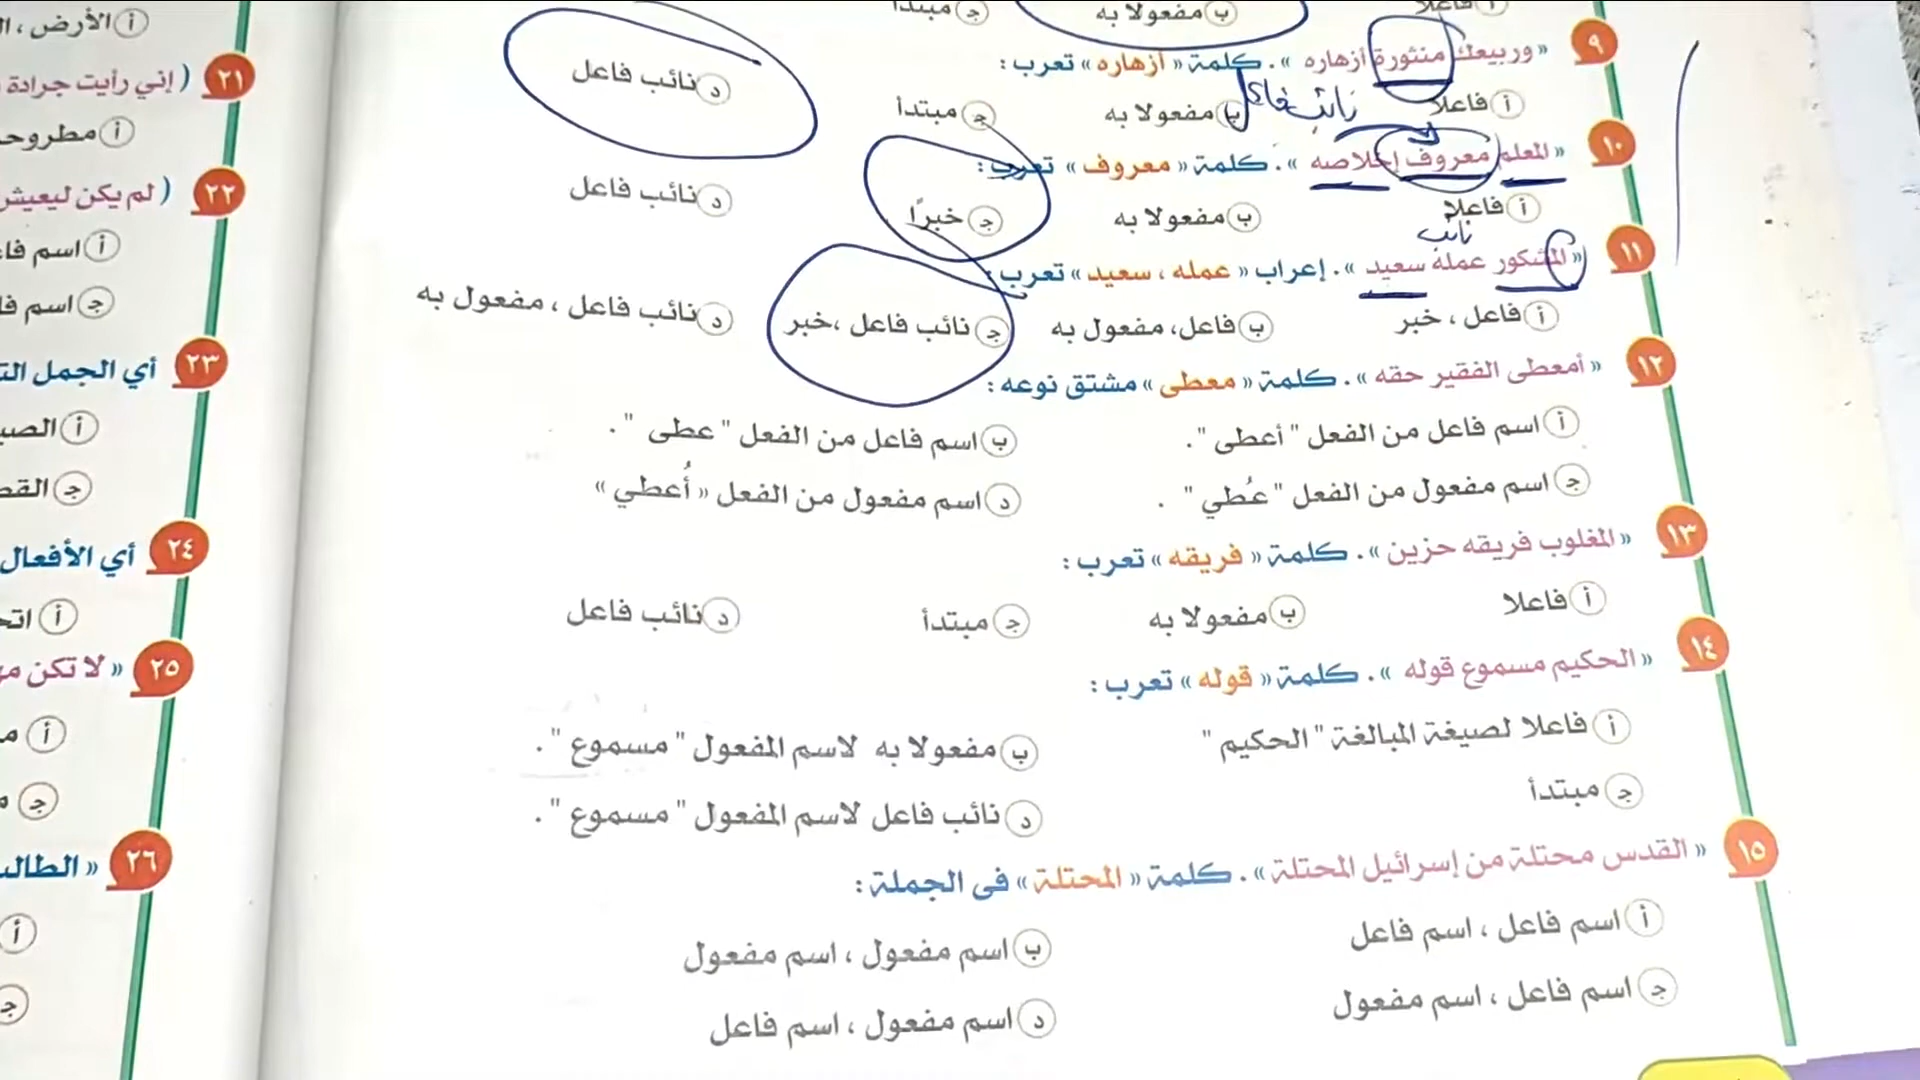 ب مفعولا به
ج مبتدأ
٩ « وربيعك منثورة أزهاره ». كلمة « أزهاره » تعرب :
نائب فاعل
أ فاعلا ب مفعولا به ج مبتدأ د نائب فاعل
١٠ « المعلم معروف إخلاصه ». كلمة « معروف » تعرب :
أ فاعلا ب مفعولا به ج خبرًا د نائب فاعل
نائب
١١ « المشكور عمله سعيد ». إعراب « عمله ، سعيد » تعرب :
أ فاعل ، خبر ب فاعل، مفعول به ج نائب فاعل ،خبر د نائب فاعل ، مفعول به
١٢ « أمعطى الفقير حقه ». كلمة « معطى » مشتق نوعه :
أ اسم فاعل من الفعل " أعطى ". ب اسم فاعل من الفعل " عطى ".
ج اسم مفعول من الفعل " عُطي " . د اسم مفعول من الفعل « أُعطي »
١٣ « المغلوب فريقه حزين ». كلمة « فريقه » تعرب :
أ فاعلا ب مفعولا به ج مبتدأ د نائب فاعل
١٤ « الحكيم مسموع قوله ». كلمة « قوله » تعرب :
أ فاعلا لصيغة المبالغة " الحكيم " ب مفعولا به لاسم المفعول " مسموع ".
ج مبتدأ د نائب فاعل لاسم المفعول " مسموع ".
١٥ « القدس محتلة من إسرائيل المحتلة ». كلمة « المحتلة » فى الجملة :
أ اسم فاعل ، اسم فاعل ب اسم مفعول ، اسم مفعول
ج اسم فاعل ، اسم مفعول د اسم مفعول ، اسم فاعل
أ الأرض ،
٢١ ( إني رأيت جرادة
أ
٢٢ ( لم يكن ليعيش
أ اسم
ج اسم
٢٣ أي الجمل
أ
ج
٢٤ أي الأفعال
أ
٢٥ « لا تكن
أ
ج
٢٦ «
أ
ج